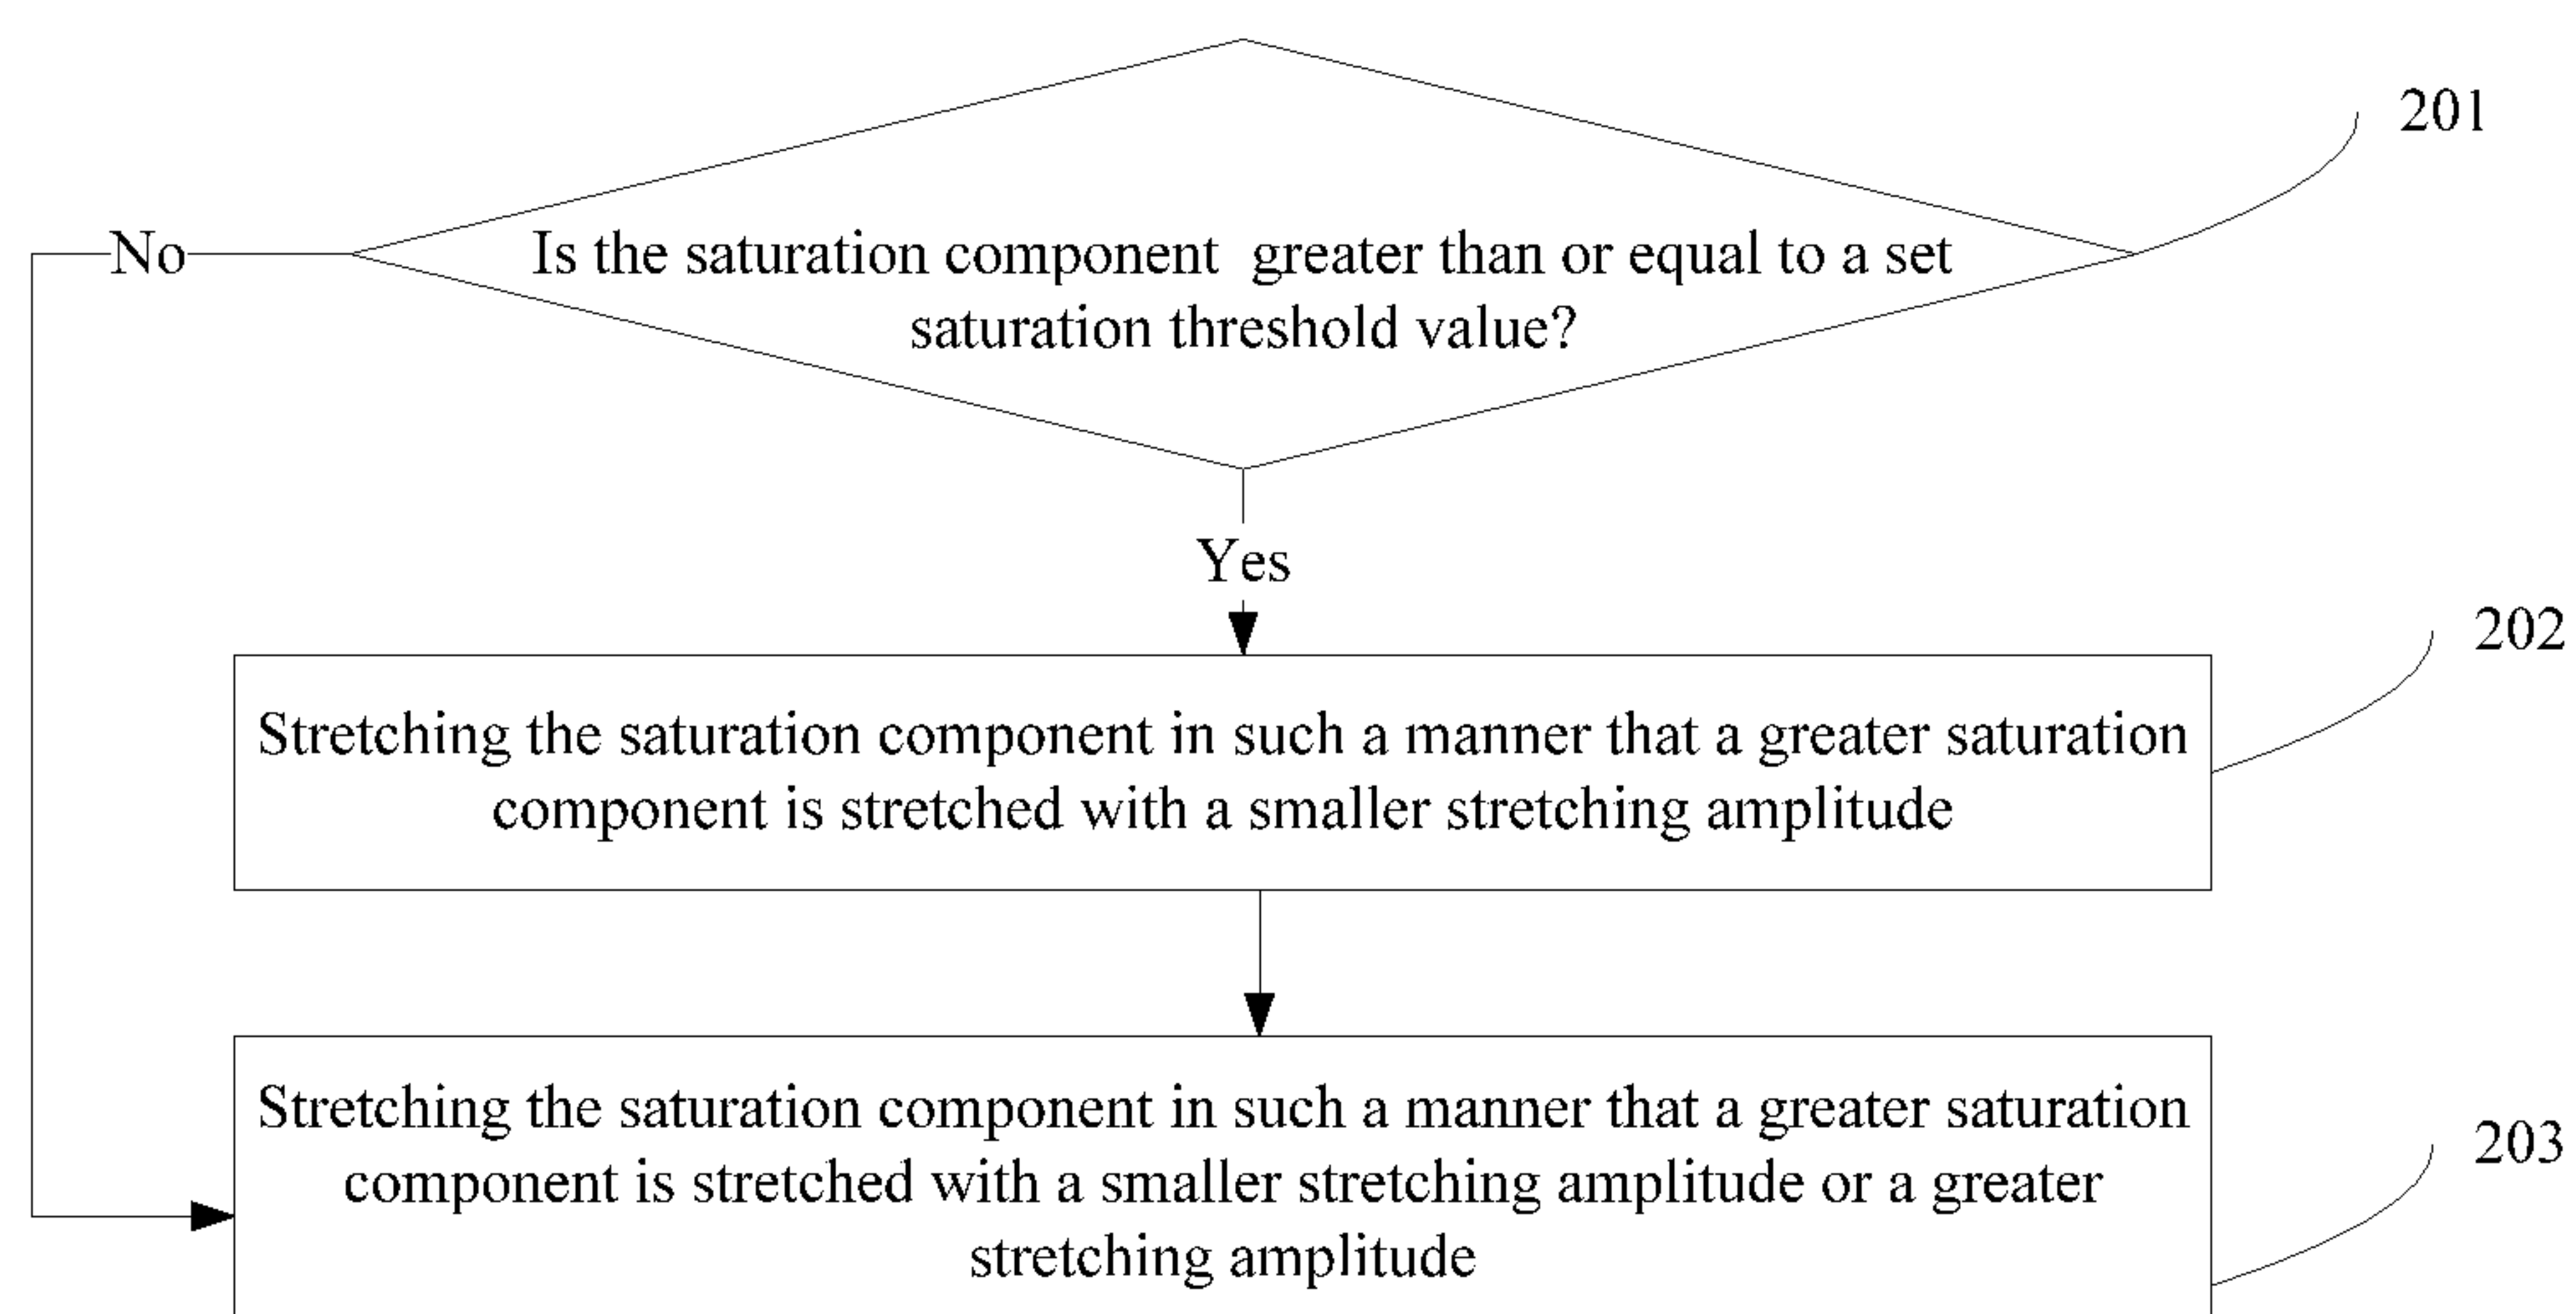 201
No
Is the saturation component greater than or equal to a set
saturation threshold value?
Yes
202
Stretching the saturation component in such a manner that a greater saturation
component is stretched with a smaller stretching amplitude
203
Stretching the saturation component in such a manner that a greater saturation
component is stretched with a smaller stretching amplitude or a greater
stretching amplitude